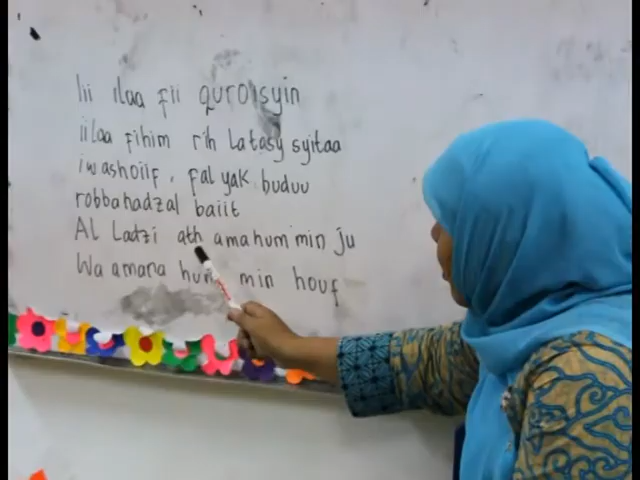 lii ilaa fii quroisyin
iilaa fihim rih latasy syitaa
iwashoiif, fal yak buduu
robbahadzal baiit
Al Ladzi ath amahum min ju
Wa amana hum min houf